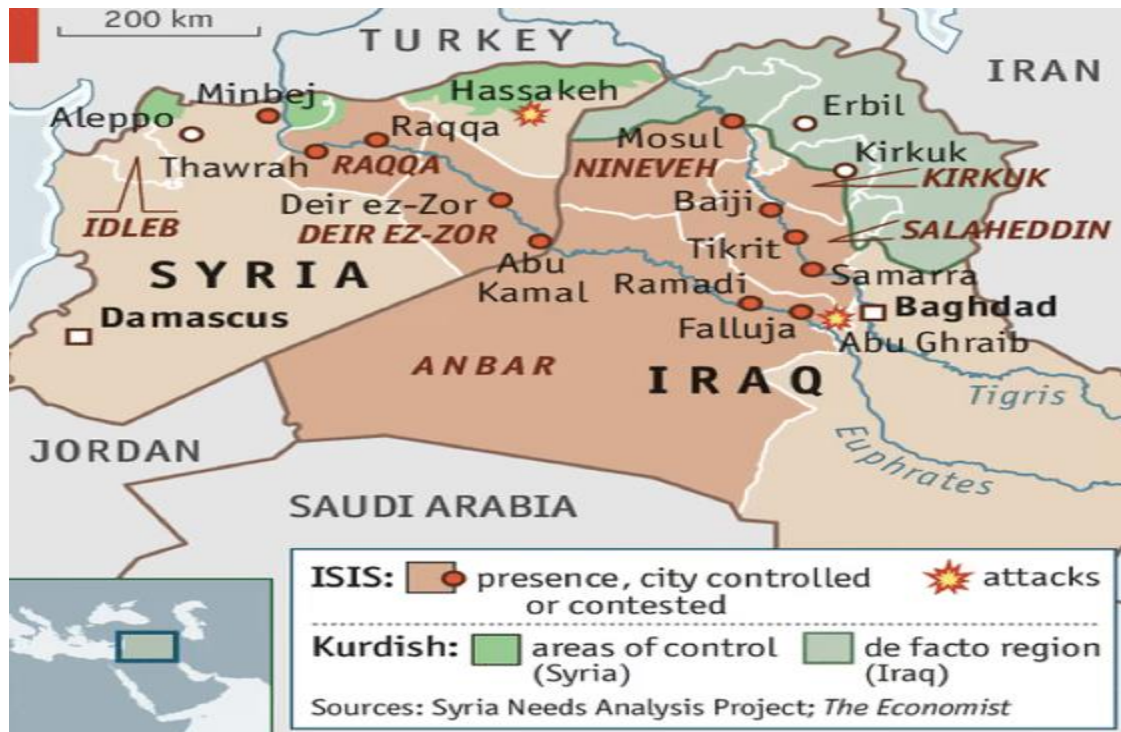 200 km
TURKEY
IRAN
Minbej
Hassakeh
Aleppo
Erbil
Raqqa
Mosul
Thawrah
RAQQA
NINEVEH
Kirkuk
KIRKUK
Deir ez-Zor
Baiji
IDLEB
DEIR EZ-ZOR
Tikrit
SALAHEDDIN
SYRIA
Abu
Kamal
Ramadi
Samarra
Damascus
Baghdad
Falluja
Abu Ghraib
ANBAR
IRAQ
Tigris
JORDAN
Euphrates
SAUDI ARABIA
ISIS: presence, city controlled
or contested
attacks
Kurdish: areas of control
(Syria)
de facto region
(Iraq)
Sources: Syria Needs Analysis Project; The Economist